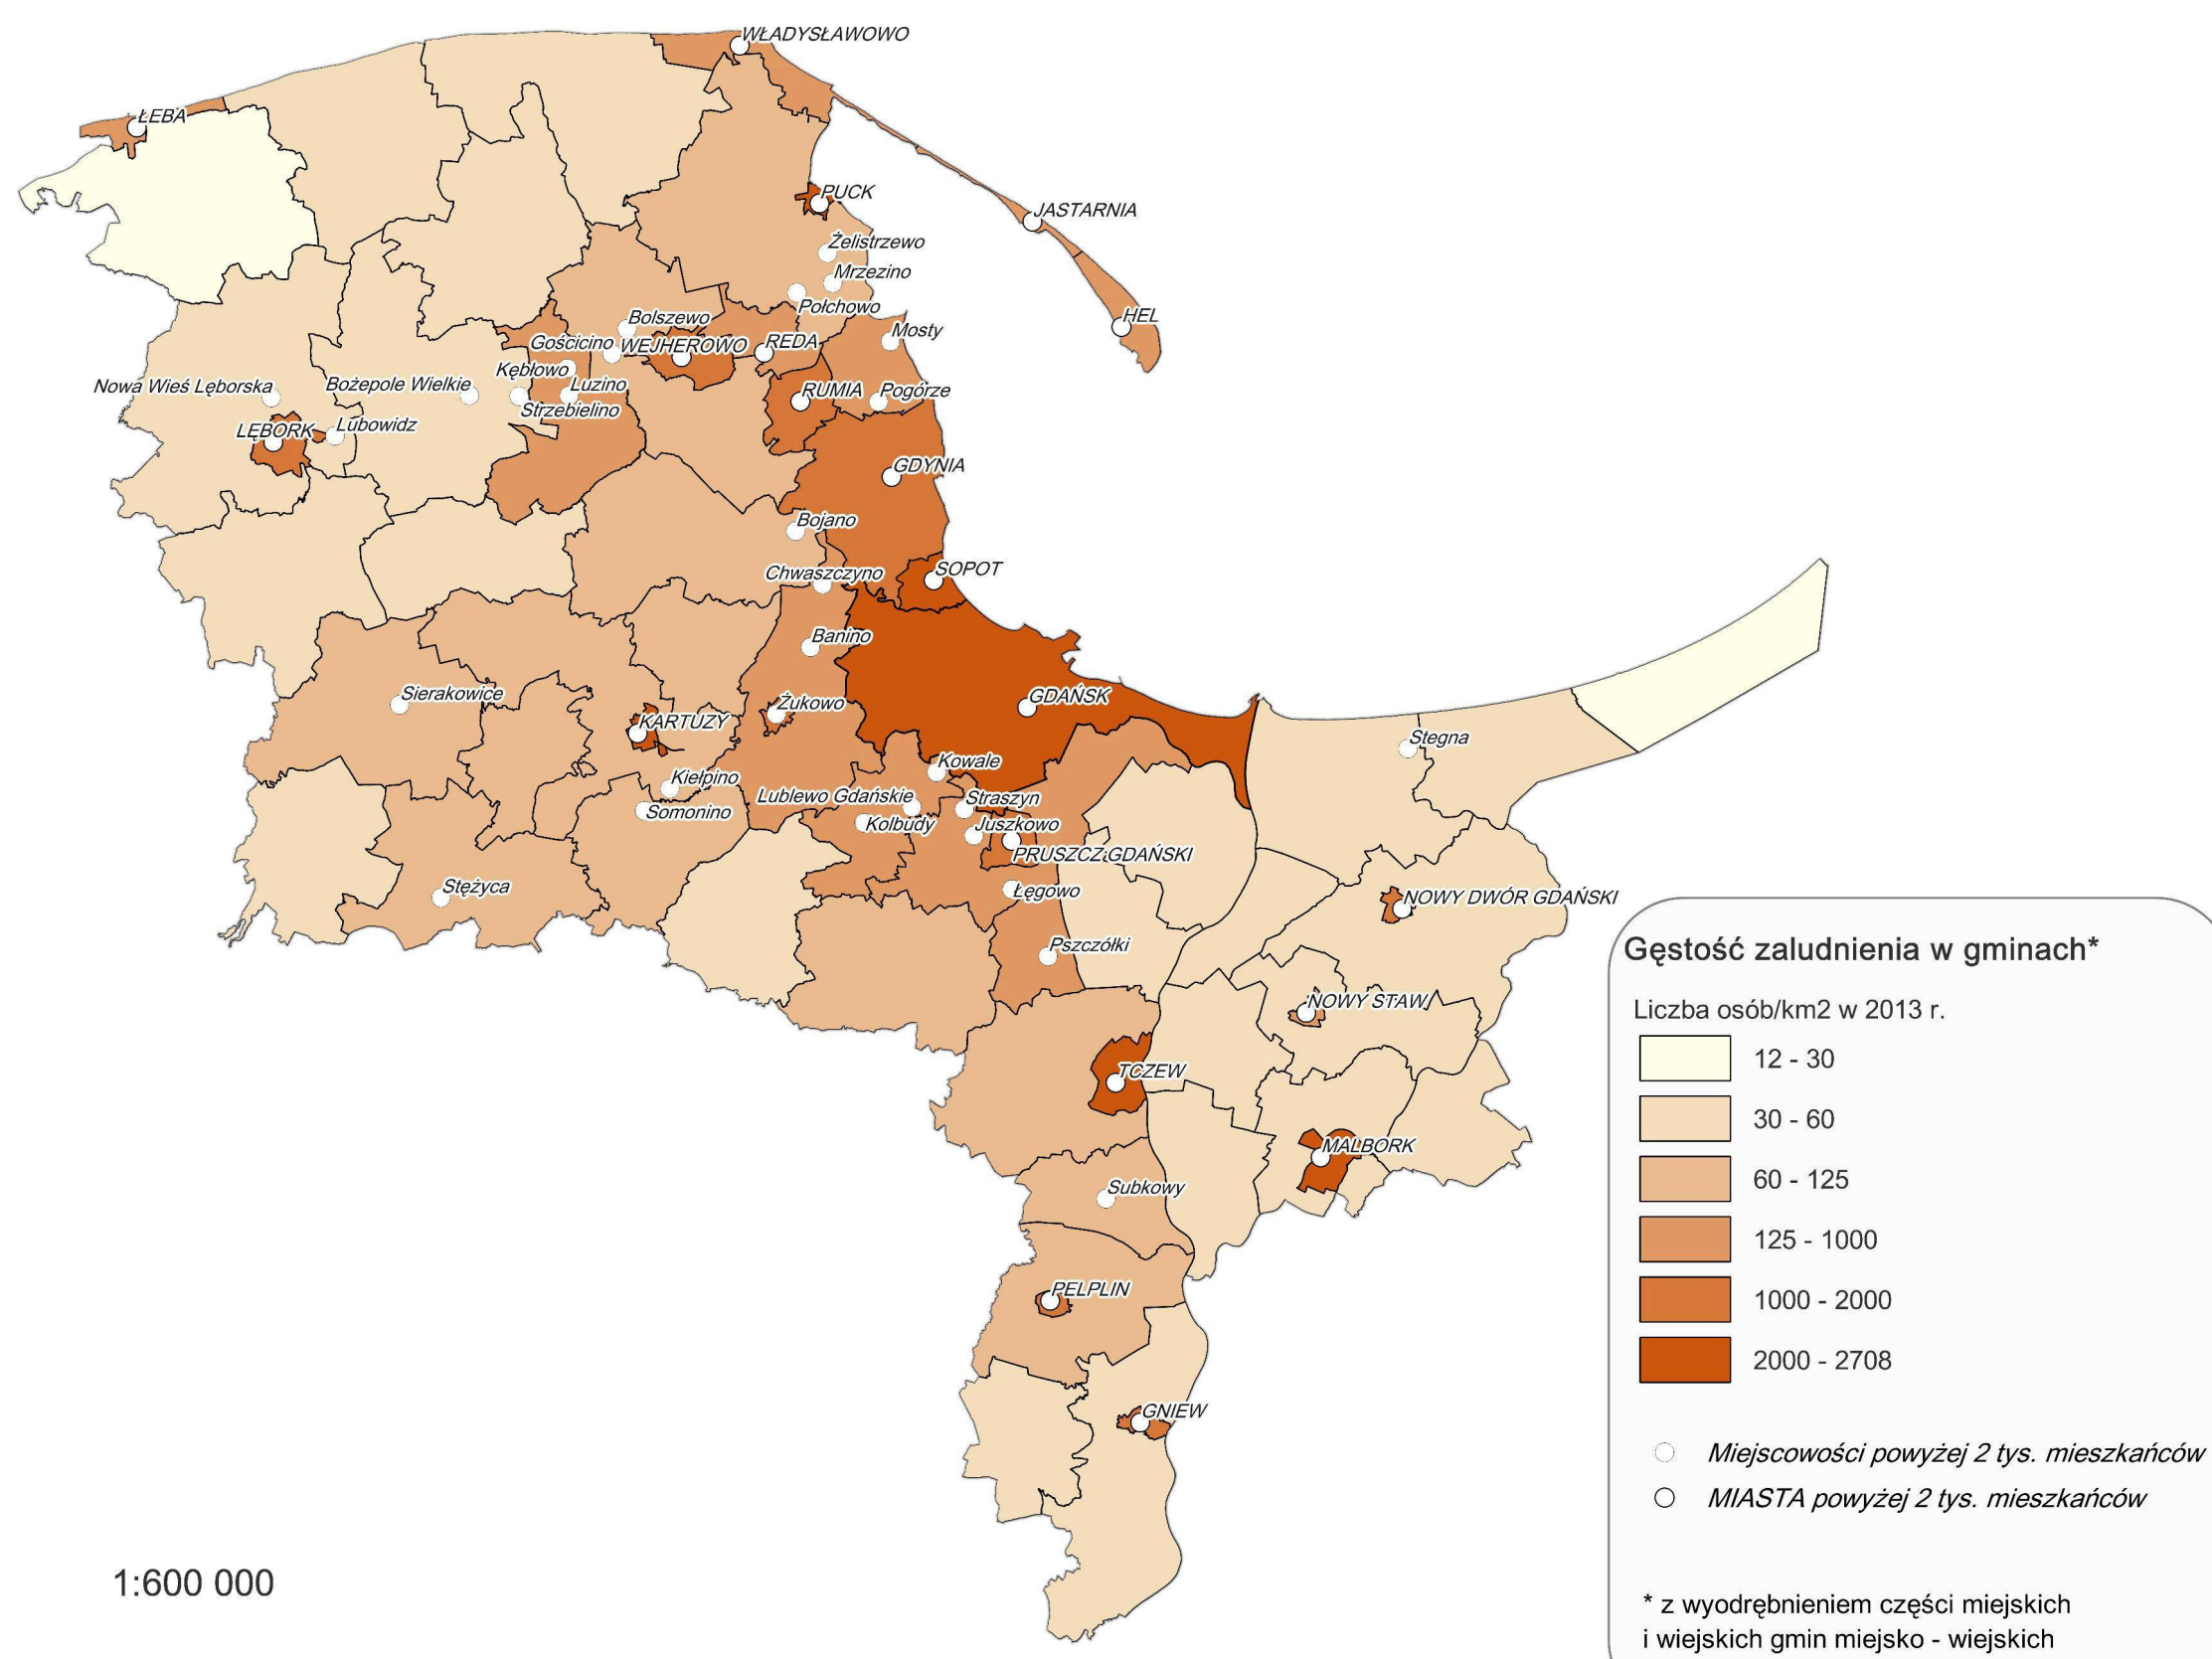 WŁADYSŁAWOWO
ŁEBA
PUCK
JASTARNIA
Żelistrzewo
Mrzezino
Połchowo
HEL
Bolszewo
Mosty
Gościcino
WEJHEROWO
REDA
Kębłowo
Nowa Wieś Lęborska
Bożepole Wielkie
Luzino
RUMIA
Pogórze
Strzebielino
LĘBORK
Lubowidz
GDYNIA
Bojano
Chwaszczyno
SOPOT
Banino
Sierakowice
Żukowo
GDAŃSK
KARTUZY
Stegna
Kowale
Kiełpino
Lublewo Gdańskie
Straszyn
Somonino
Kolbudy
Juszkowo
PRUSZCZ GDAŃSKI
Stężyca
Łęgowo
NOWY DWÓR GDAŃSKI
Pszczółki
NOWY STAW
TCZEW
MALBORK
Subkowy
PELPLIN
GNIEW
Gęstość zaludnienia w gminach*
Liczba osób/km2 w 2013 r.
12 - 30
30 - 60
60 - 125
125 - 1000
1000 - 2000
2000 - 2708
Miejscowości powyżej 2 tys. mieszkańców
MIASTA powyżej 2 tys. mieszkańców
* z wyodrębnieniem części miejskich
i wiejskich gmin miejsko - wiejskich
1:600 000